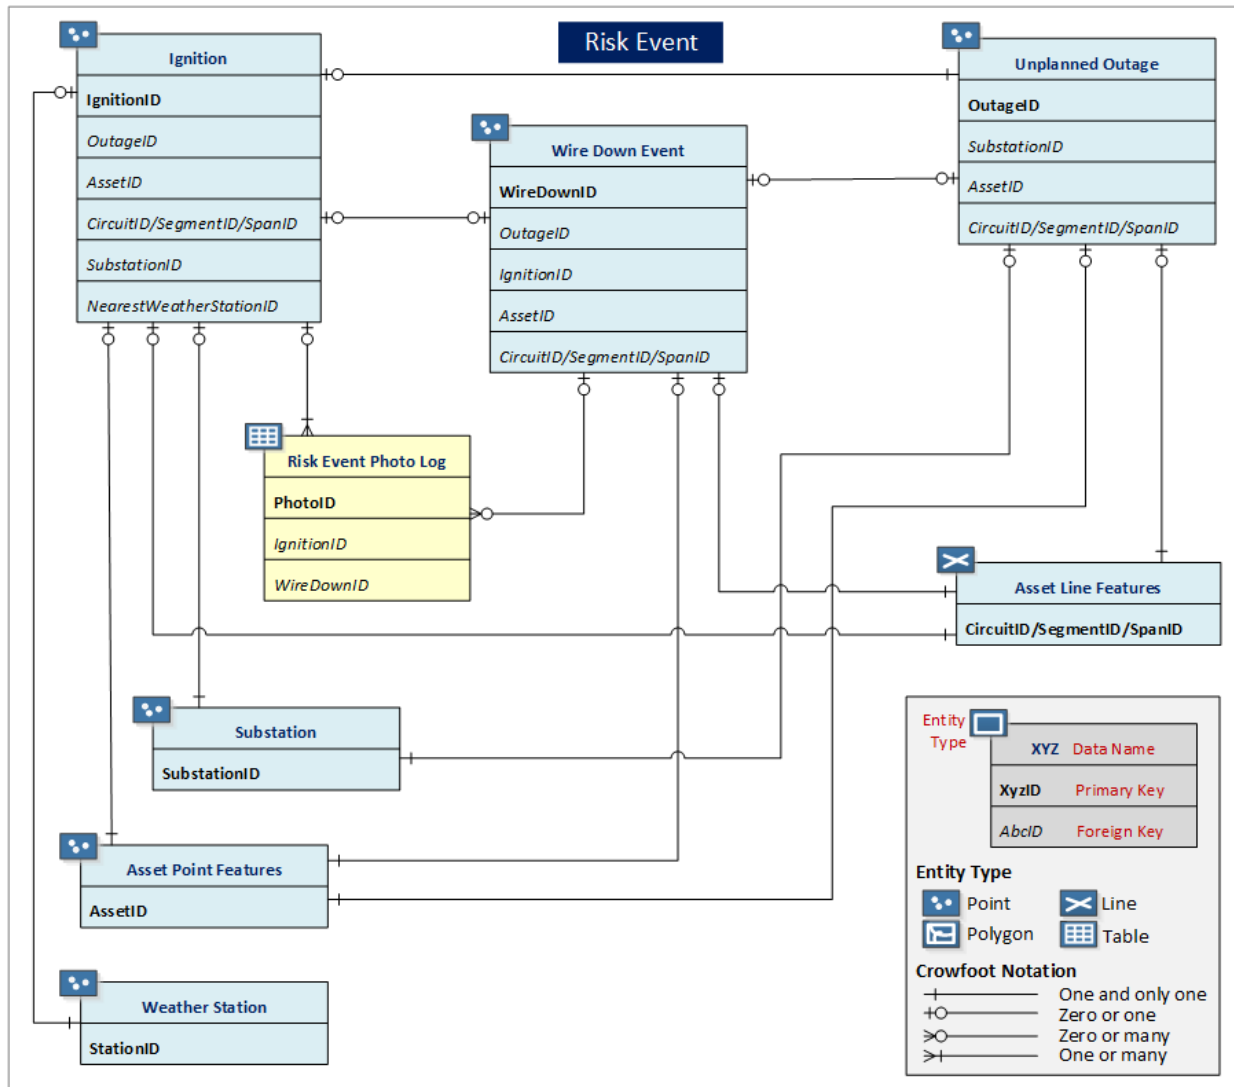 Risk Event
Ignition
IgnitionID
OutageID
AssetID
CircuitID/SegmentID/SpanID
SubstationID
NearestWeatherStationID
Wire Down Event
WireDownID
OutageID
IgnitionID
AssetID
CircuitID/SegmentID/SpanID
Unplanned Outage
OutageID
SubstationID
AssetID
CircuitID/SegmentID/SpanID
Risk Event Photo Log
PhotoID
IgnitionID
WireDownID
Asset Line Features
CircuitID/SegmentID/SpanID
Substation
SubstationID
Asset Point Features
AssetID
Weather Station
StationID
Entity
Type
XYZ Data Name
XyzID Primary Key
AbcID Foreign Key
Entity Type
Point Line
Polygon Table
Crowfoot Notation
One and only one
Zero or one
Zero or many
One or many